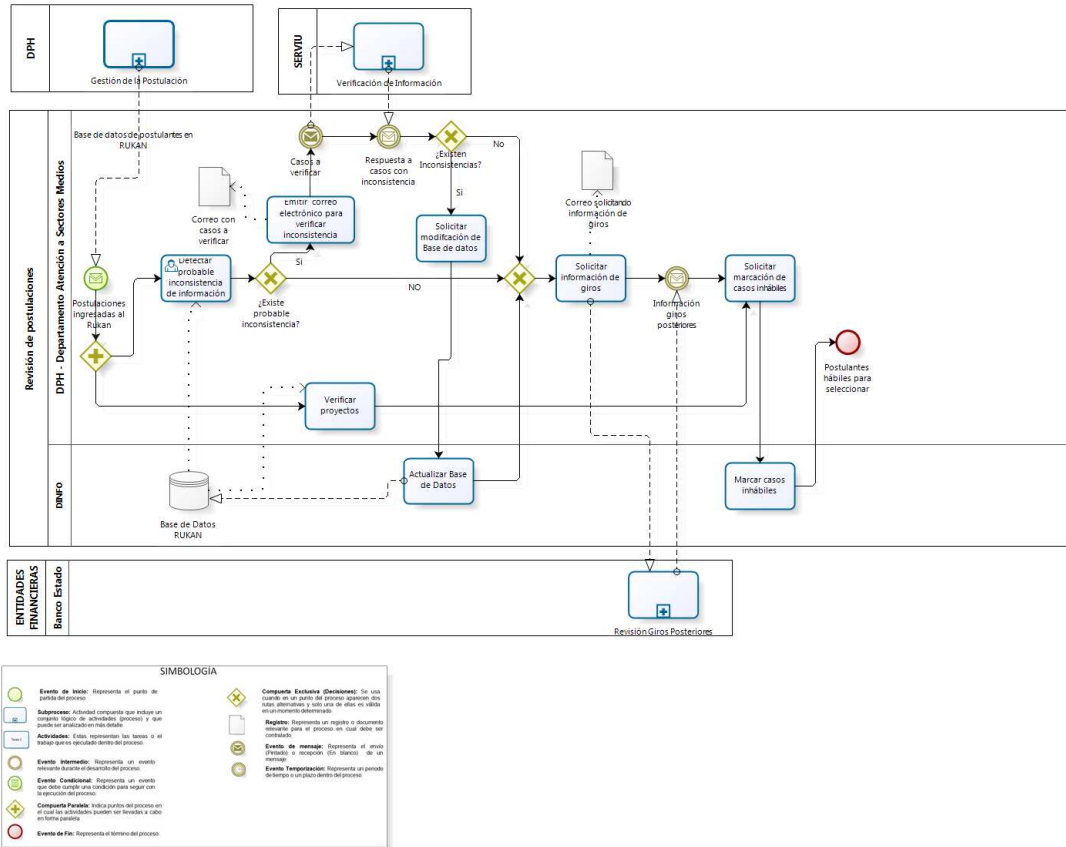 DPH
Gestión de la Postulación
SERVIU
Verificación de Información
Revisión de postulaciones
DPH - Departamento Atención a Sectores Medios
Base de datos de postulantes en
RUKAN
Postulaciones
ingresadas al
Rukan
Detectar
probable
inconsistencia
de información
Correo con
casos a
verificar
Emitir correo
electrónico para
verificar
inconsistencia
Si
¿Existe
probable
inconsistencia?
NO
Casos a
verificar
Respuesta a
casos con
inconsistencia
¿Existen
Inconsistencias?
No
Si
Solicitar
modifcación de
Base de datos
Correo solicitando
información de
giros
Solicitar
información de
giros
Información
giros
posteriores
Solicitar
marcación de
casos inhábiles
Postulantes
hábiles para
seleccionar
Verificar
proyectos
DINFO
Base de Datos
RUKAN
Actualizar Base
de Datos
Marcar casos
inhábiles
ENTIDADES
FINANCIERAS
Banco Estado
Revisión Giros Posteriores
SIMBOLOGÍA
Evento de Inicio: Representa el punto de
partida del proceso.
Subproceso: Actividad compuesta que incluye un
conjunto lógico de actividades (proceso) y que
puede ser analizado en más detalle.
Actividades: Estas representan las tareas o el
trabajo que es ejecutado dentro del proceso.
Evento Intermedio: Representa un evento
relevante durante el desarrollo del proceso.
Evento Condicional: Representa un evento
que debe cumplir una condición para seguir con
la ejecución del proceso
Compuerta Paralela: Indica puntos del proceso en
el cual las actividades pueden ser llevadas a cabo
en forma paralela
Evento de Fin: Representa el término del proceso.
Compuerta Exclusiva (Decisiones): Se usa
cuando en un punto del proceso aparecen dos
rutas alternativas y solo una de ellas es válida
en un momento determinado
Registro: Representa un registro o documento
relevante para el proceso en cual debe ser
controlado
Evento de mensaje: Representa el envío
(Pintado) o recepción (En blanco) de un
mensaje
Evento Temporización: Representa un periodo
de tiempo o un plazo dentro del proceso